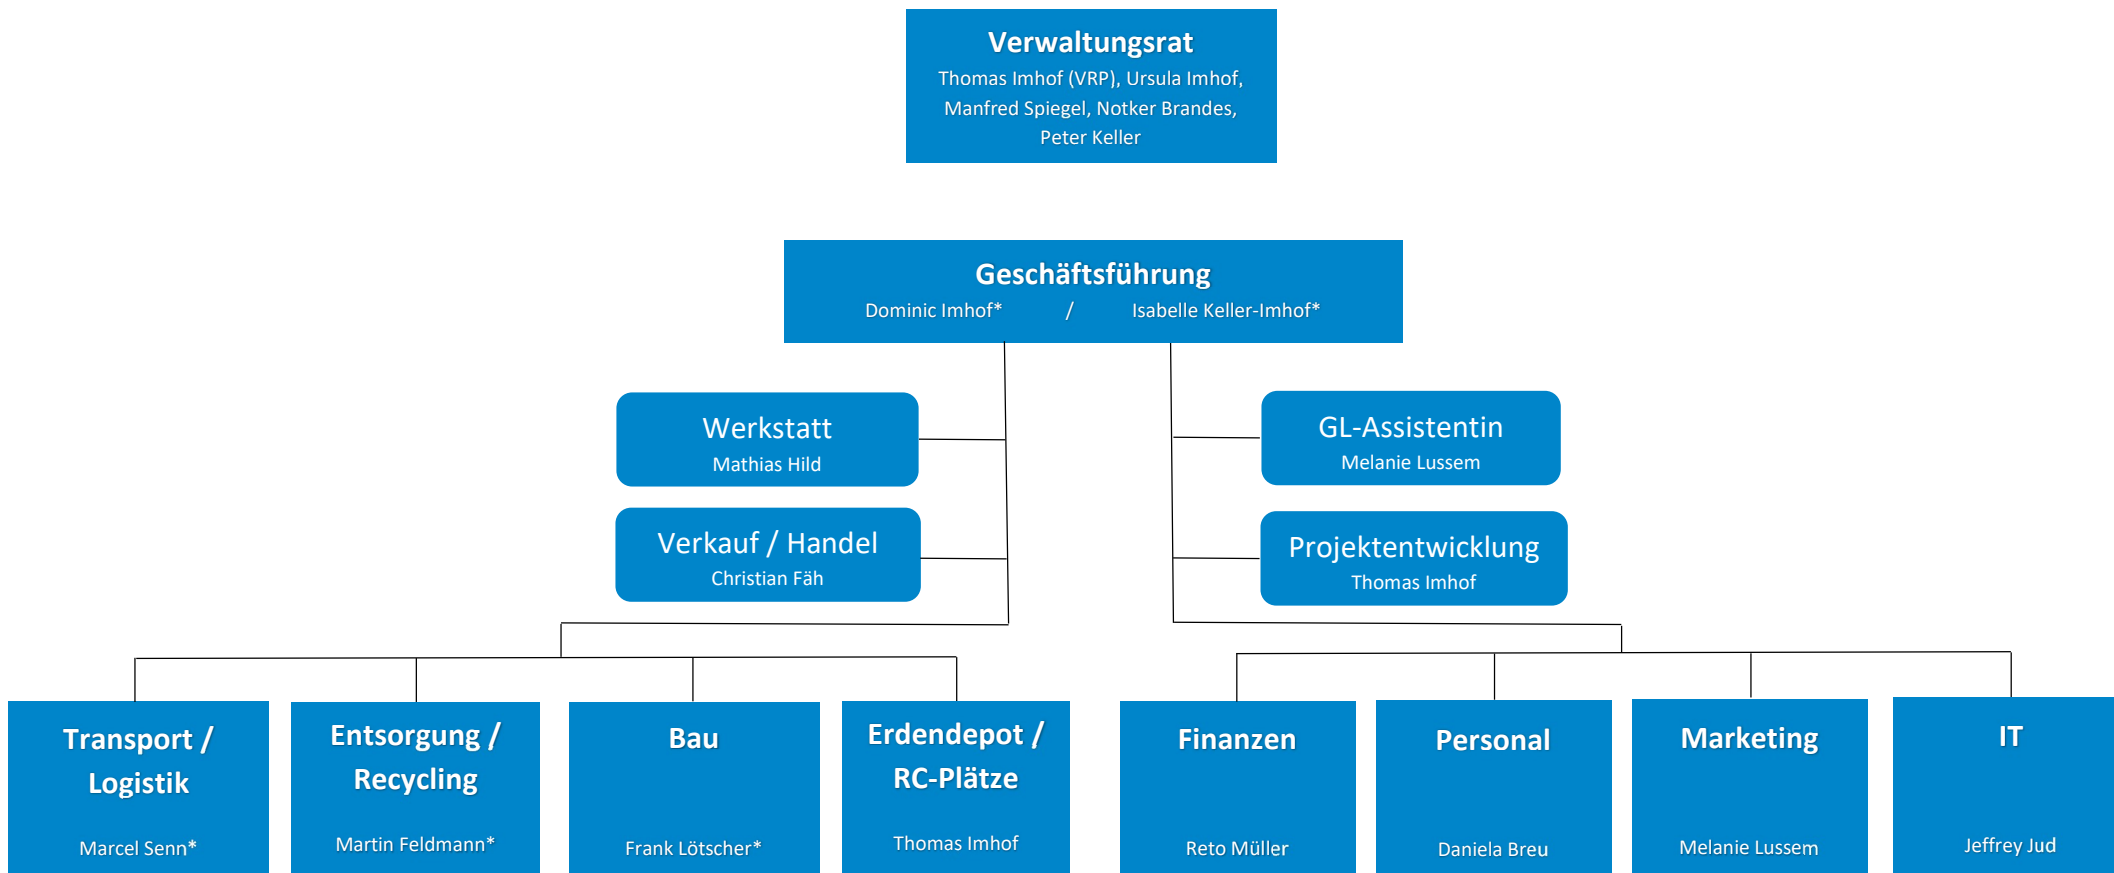 Verwaltungsrat
Thomas Imhof (VRP), Ursula Imhof,
Manfred Spiegel, Notker Brandes,
Peter Keller
Geschäftsführung
Dominic Imhof* / Isabelle Keller-Imhof*
Werkstatt
Mathias Hild
GL-Assistentin
Melanie Lussem
Verkauf / Handel
Christian Fäh
Projektentwicklung
Thomas Imhof
Transport /
Logistik
Marcel Senn*
Entsorgung /
Recycling
Martin Feldmann*
Bau
Frank Lötscher*
Erdendepot /
RC-Plätze
Thomas Imhof
Finanzen
Reto Müller
Personal
Daniela Breu
Marketing
Melanie Lussem
IT
Jeffrey Jud